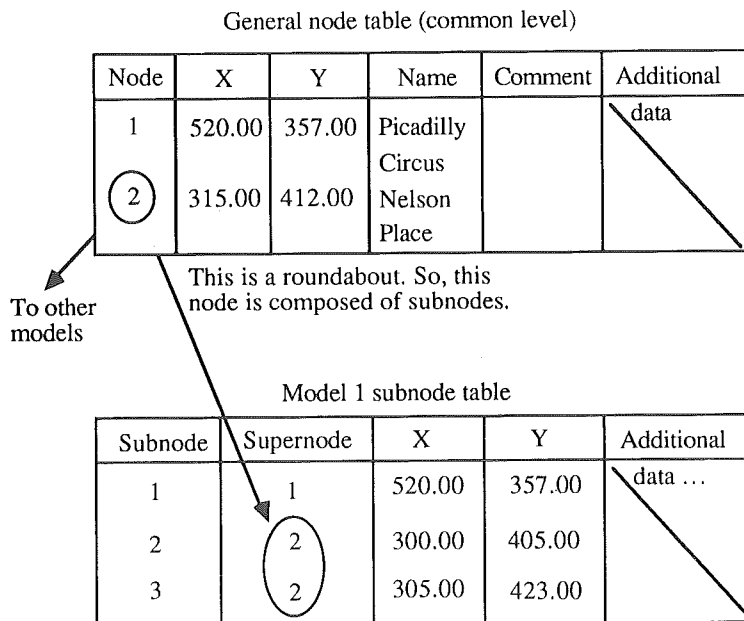 General node table (common level)
Node X Y Name Comment Additional
1 520.00 357.00 Picadilly data
Circus
2 315.00 412.00 Nelson
Place
This is a roundabout. So, this
node is composed of subnodes.
To other
models
Model 1 subnode table
Subnode Supernode X Y Additional
1 1 520.00 357.00 data ...
2 2 300.00 405.00
3 2 305.00 423.00